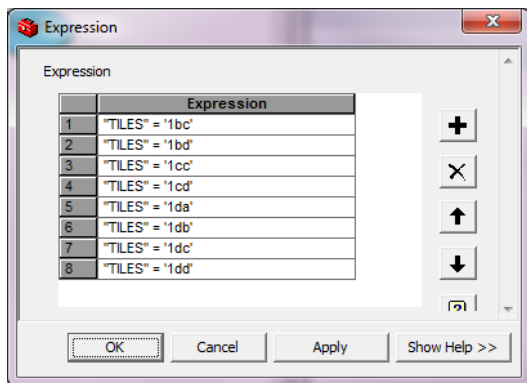 Expression
Expression
Expression
1 "TILES" = '1bc'
2 "TILES" = '1bd'
3 "TILES" = '1cc'
4 "TILES" = '1cd'
5 "TILES" = '1da'
6 "TILES" = '1db'
7 "TILES" = '1dc'
8 "TILES" = '1dd'
?
OK Cancel Apply Show Help >>